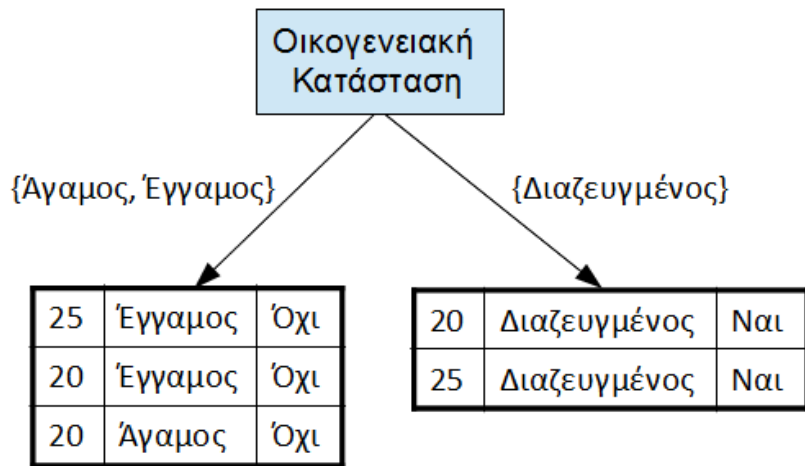 Οικογενειακή
Κατάσταση
{Άγαμος, Έγγαμος}
{Διαζευγμένος}
25 Έγγαμος Όχι
20 Έγγαμος Όχι
20 Άγαμος Όχι
20 Διαζευγμένος Ναι
25 Διαζευγμένος Ναι